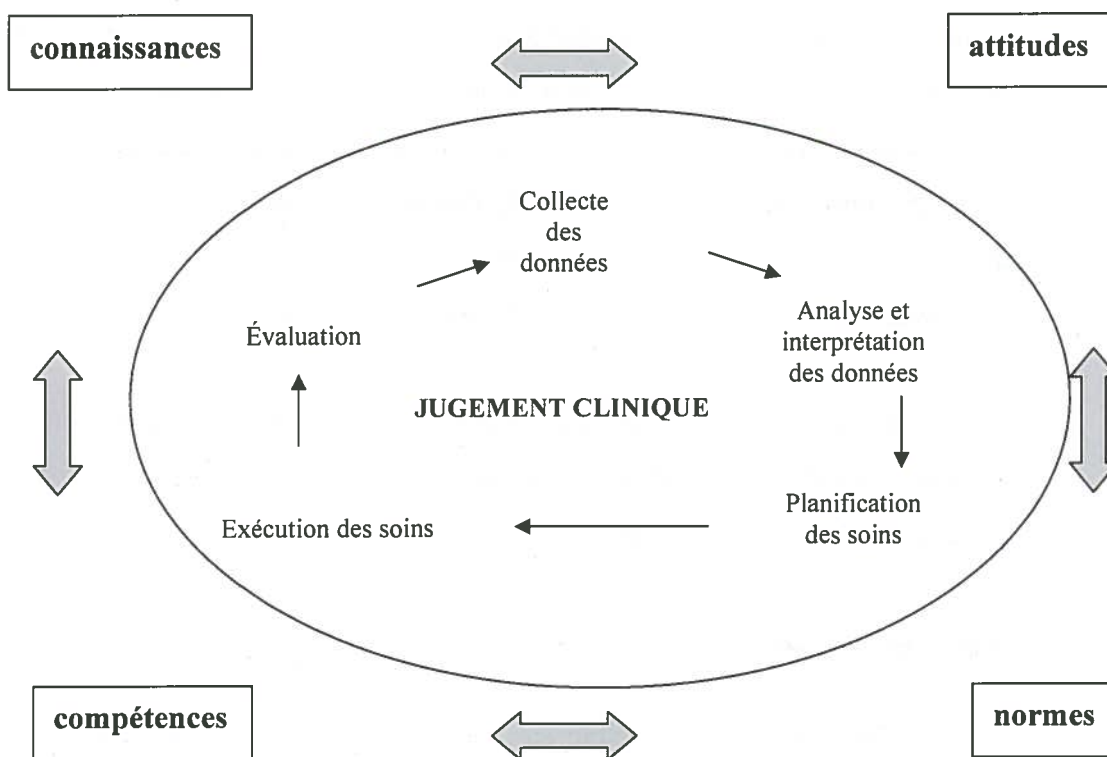 connaissances
attitudes
Collecte
des
données
Analyse et
interprétation
des données
Évaluation
JUGEMENT CLINIQUE
Planification
des soins
Exécution des soins
compétences
normes